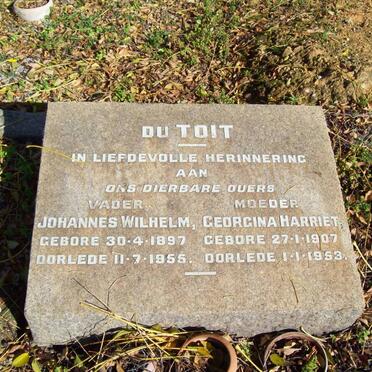 DU TOIT
IN LIEFDEVOLLE HERINNERING
AAN
ONS DIERBARE OUERS
VADER MOEDER
JOHANNES WILHELM, GEORGINA HARRIET,
GEBORE 30·4·1897 GEBORE 27·1·1907
OORLEDE 11·7·1955. OORLEDE 1·1·1953.